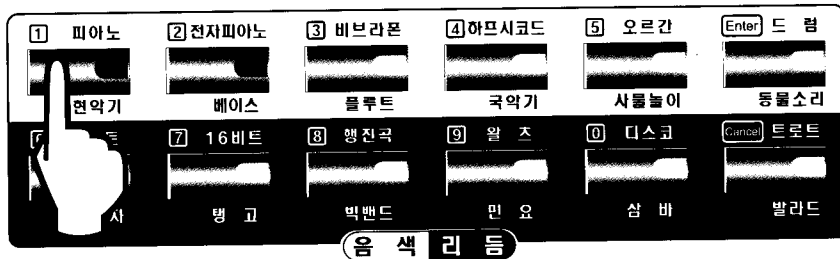 1 피아노 2 전자피아노 3 비브라폰 4 하프시코드 5 오르간 Enter 드 럼
현악기 베이스 플루트 국악기 사물놀이 동물소리
7 16비트 8 행진곡 9 왈 츠 0 디스코 Cancel 트로트
사 탱 고 빅밴드 민 요 삼 바 발라드
음 색 리 듬